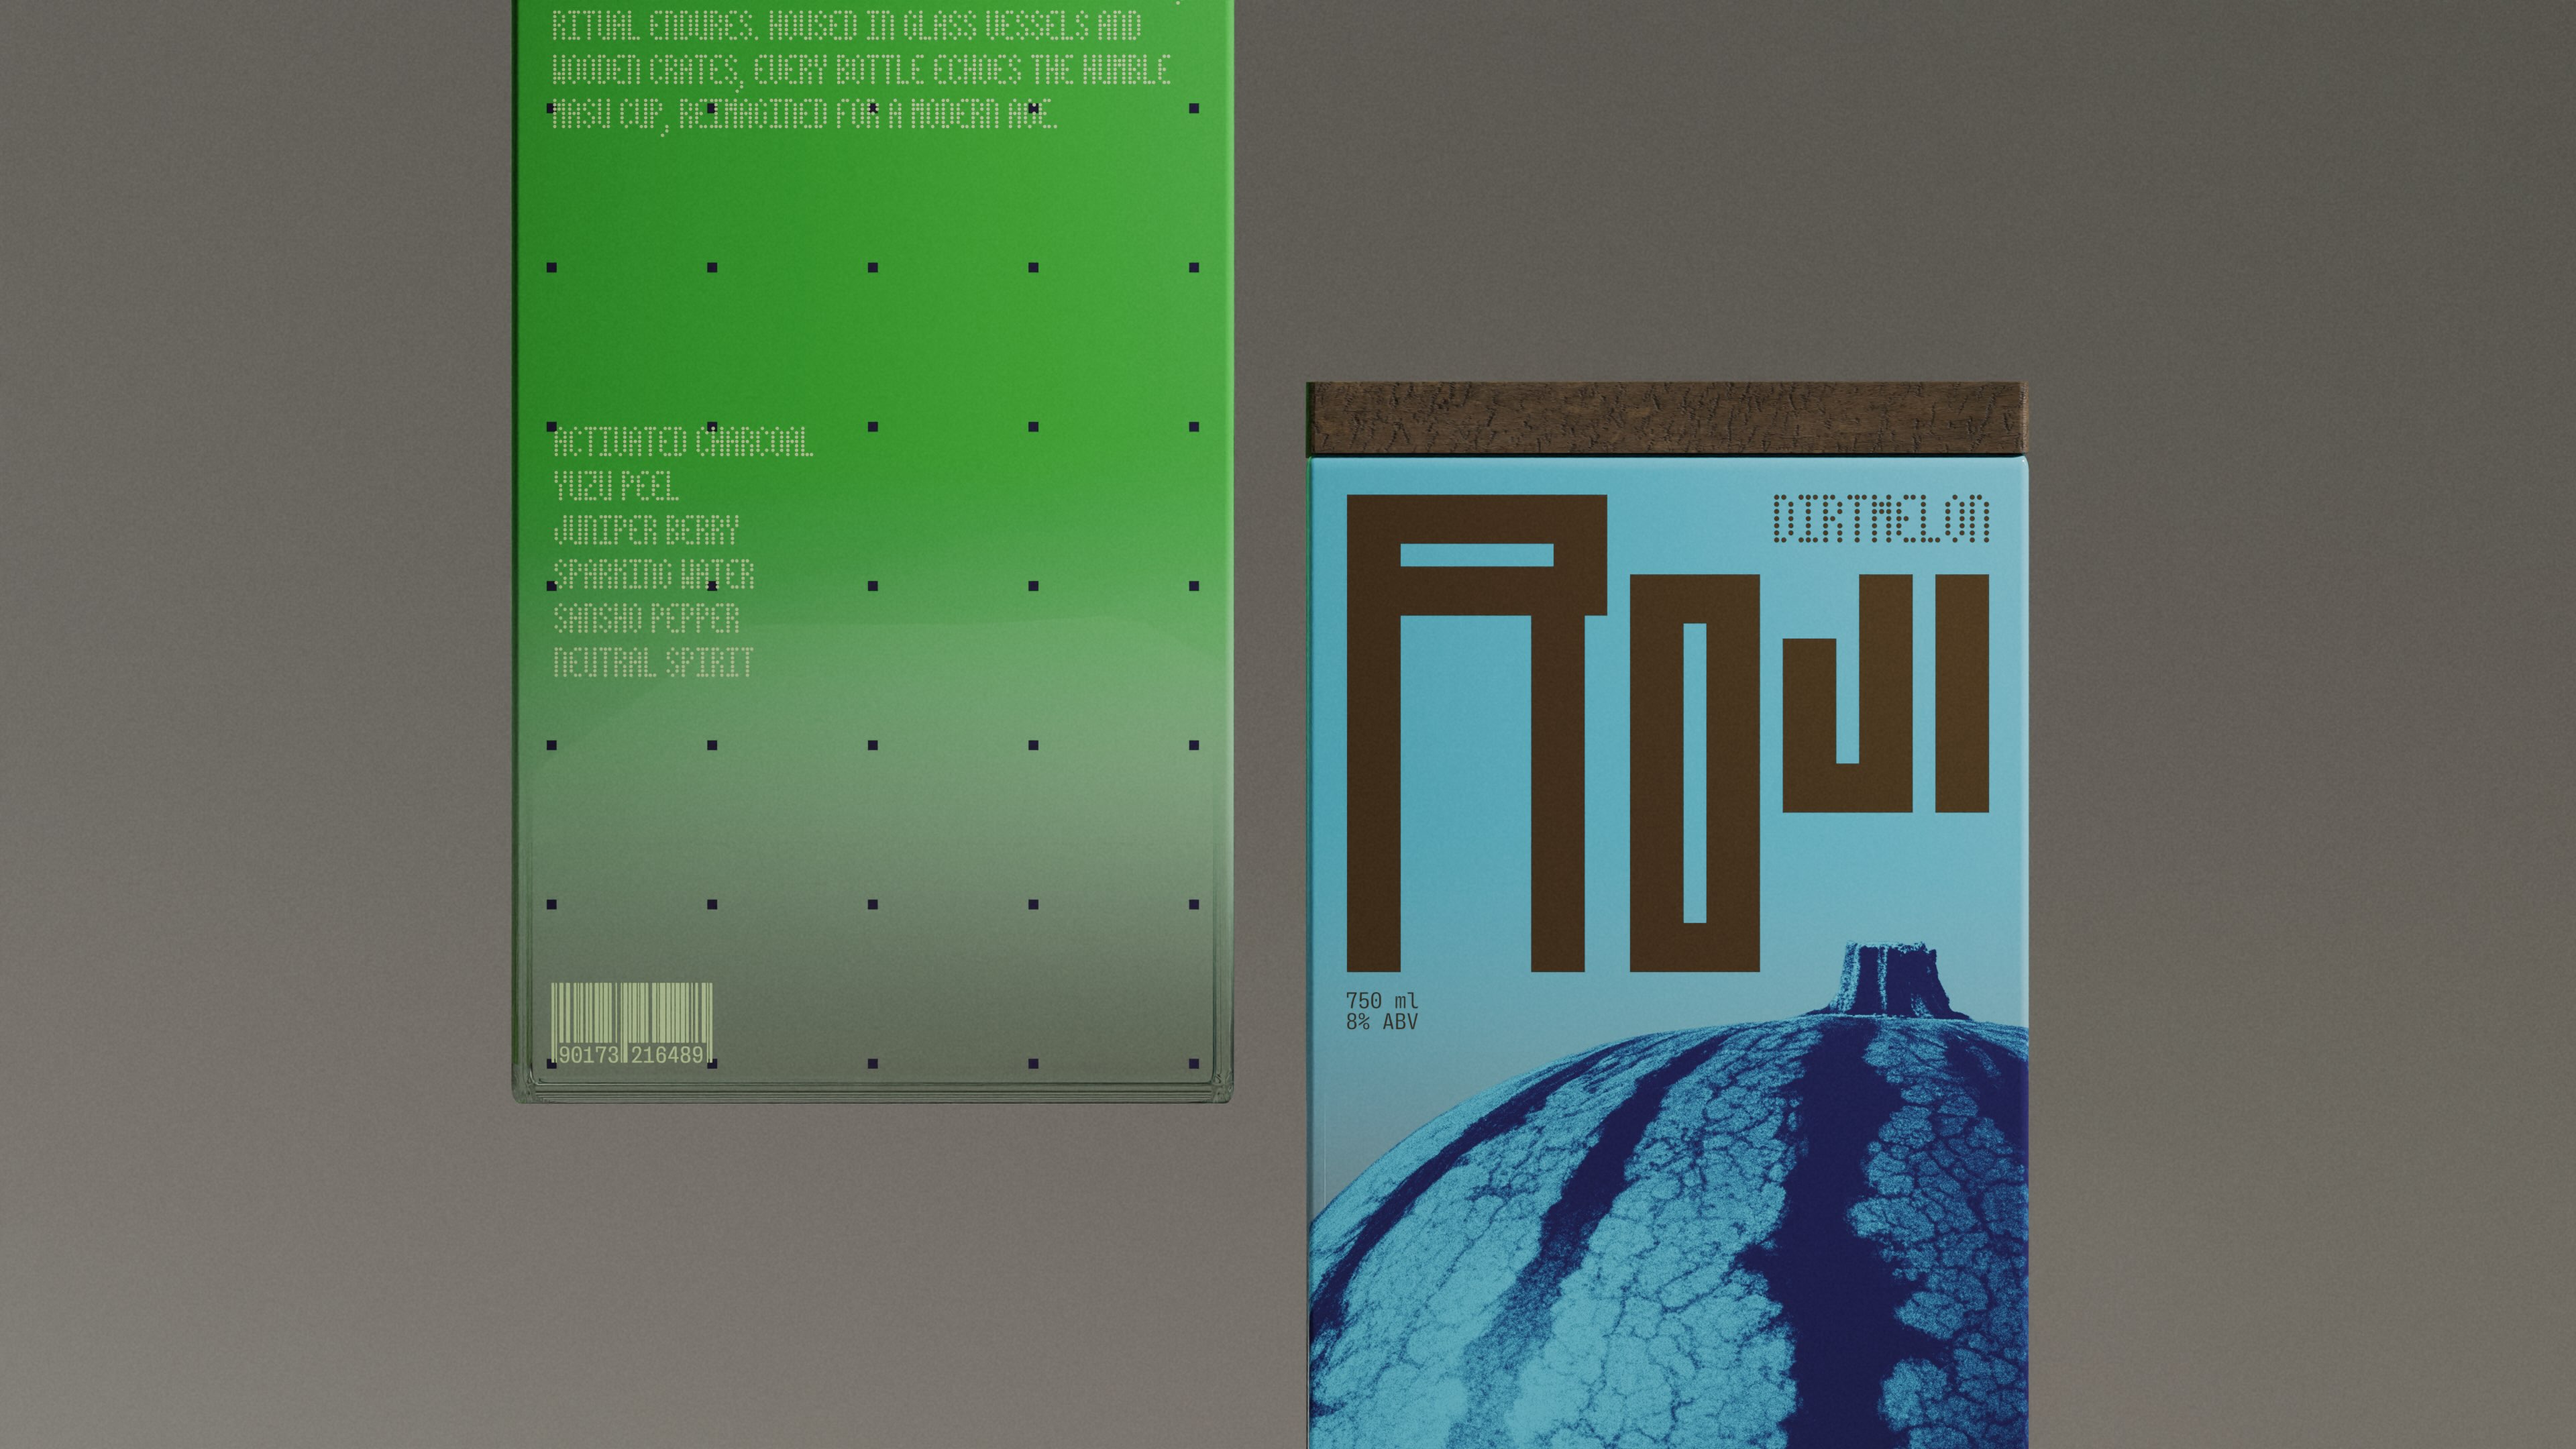 RITUAL ENDURES. HOUSED IN GLASS VESSELS AND
WOODEN CRATES, EVERY BOTTLE ECHOES THE HUMBLE
MASU CUP, REIMAGINED FOR A MODERN AGE.
ACTIVATED CHARCOAL
YUZU PEEL
JUNIPER BERRY
SPARKING WATER
SANSHO PEPPER
NEUTRAL SPIRIT
90173 216489
DIRTMELON
ROJI
750 ml
8% ABV